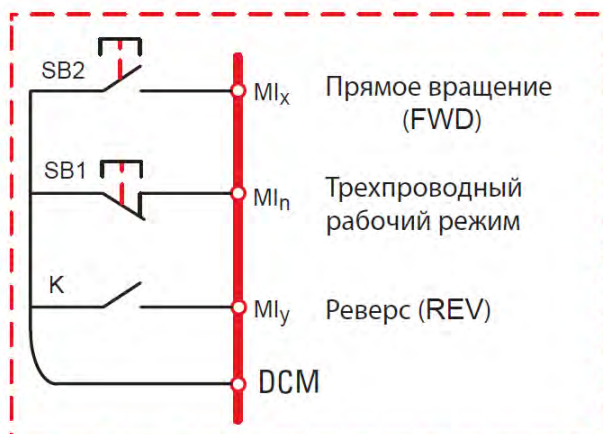 SB2
MIx
Прямое вращение
(FWD)
SB1
MIn
Трехпроводный
рабочий режим
K
MIy
Реверс (REV)
DCM